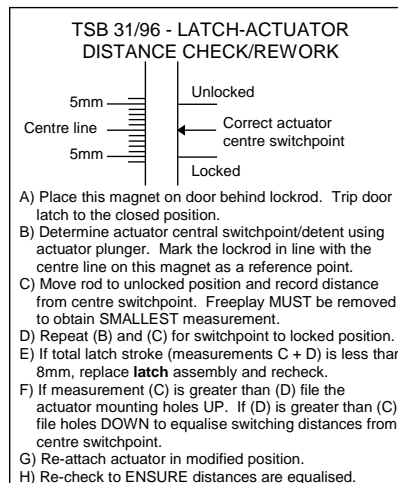 TSB 31/96 - LATCH-ACTUATOR
DISTANCE CHECK/REWORK
Unlocked
5mm
Centre line
Correct actuator
centre switchpoint
5mm
Locked
A) Place this magnet on door behind lockrod. Trip door
latch to the closed position.
B) Determine actuator central switchpoint/detent using
actuator plunger. Mark the lockrod in line with the
centre line on this magnet as a reference point.
C) Move rod to unlocked position and record distance
from centre switchpoint. Freeplay MUST be removed
to obtain SMALLEST measurement.
D) Repeat (B) and (C) for switchpoint to locked position.
E) If total latch stroke (measurements C + D) is less than
8mm, replace latch assembly and recheck.
F) If measurement (C) is greater than (D) file the
actuator mounting holes UP. If (D) is greater than (C)
file holes DOWN to equalise switching distances from
centre switchpoint.
G) Re-attach actuator in modified position.
H) Re-check to ENSURE distances are equalised.